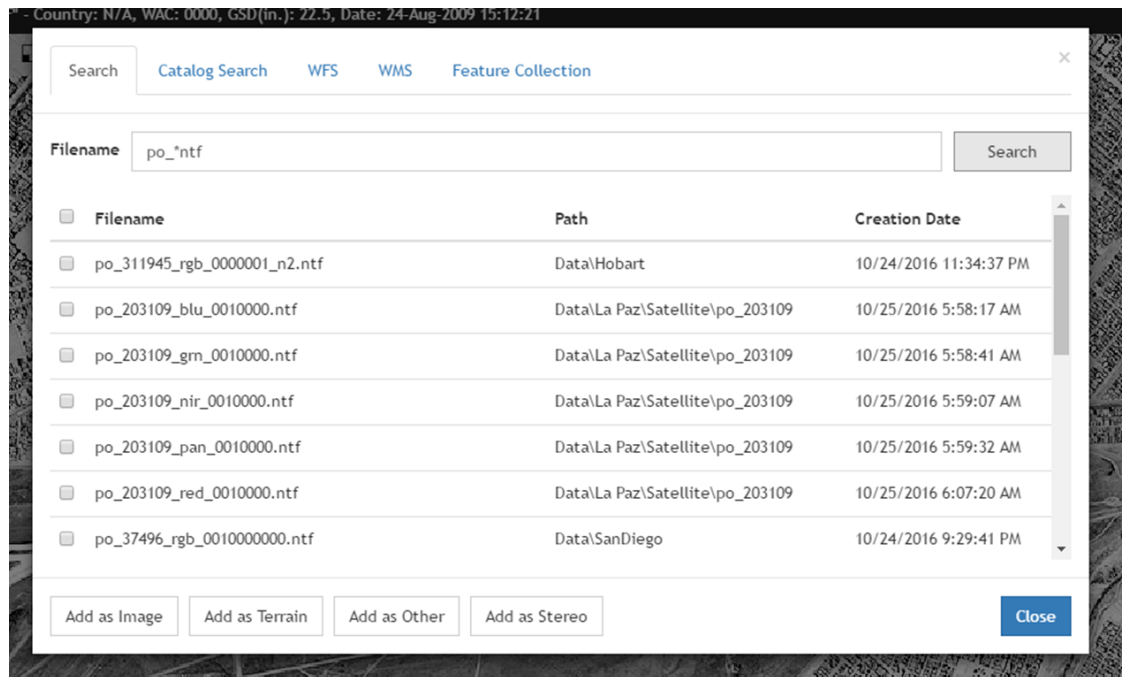 " - Country: N/A, WAC: 0000, GSD(in.): 22.5, Date: 24-Aug-2009 15:12:21
Search Catalog Search WFS WMS Feature Collection ×
Filename po_*ntf Search
Filename Path Creation Date
po_311945_rgb_0000001_n2.ntf Data\Hobart 10/24/2016 11:34:37 PM
po_203109_blu_0010000.ntf Data\La Paz\Satellite\po_203109 10/25/2016 5:58:17 AM
po_203109_grn_0010000.ntf Data\La Paz\Satellite\po_203109 10/25/2016 5:58:41 AM
po_203109_nir_0010000.ntf Data\La Paz\Satellite\po_203109 10/25/2016 5:59:07 AM
po_203109_pan_0010000.ntf Data\La Paz\Satellite\po_203109 10/25/2016 5:59:32 AM
po_203109_red_0010000.ntf Data\La Paz\Satellite\po_203109 10/25/2016 6:07:20 AM
po_37496_rgb_0010000000.ntf Data\SanDiego 10/24/2016 9:29:41 PM
Add as Image Add as Terrain Add as Other Add as Stereo Close